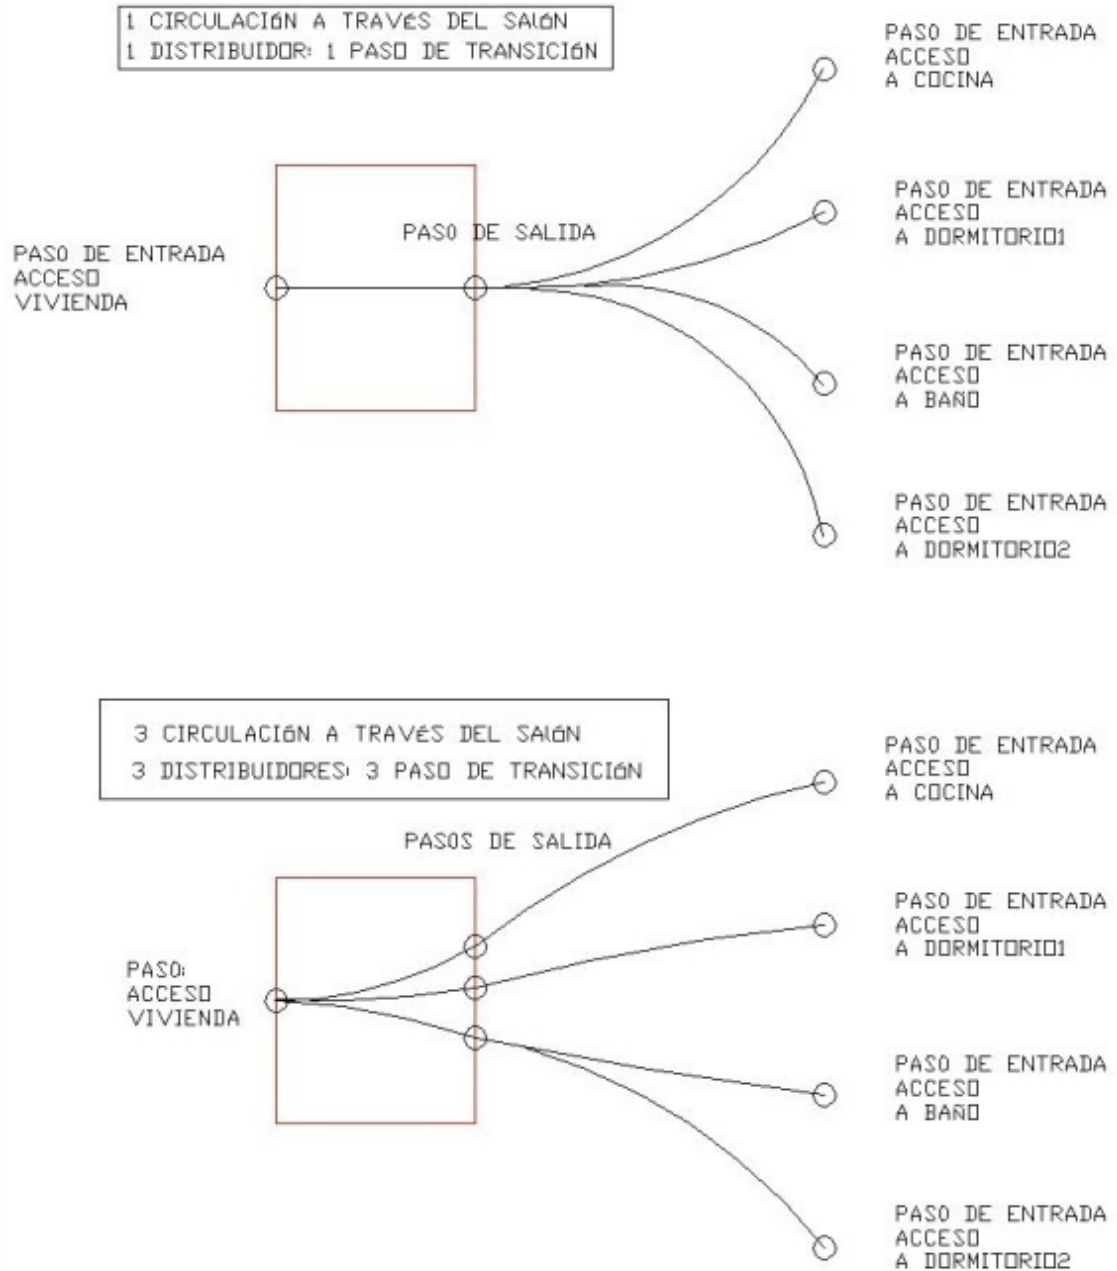 1 CIRCULACIóN A TRAVéS DEL SAlóN
1 DISTRIBUIDOR: 1 PASO DE TRANSICIóN
PASO DE ENTRADA
ACCESO
A COCINA
PASO DE ENTRADA
ACCESO
A DORMITORIO1
PASO DE SALIDA
PASO DE ENTRADA
ACCESO
VIVIENDA
PASO DE ENTRADA
ACCESO
A BAñO
PASO DE ENTRADA
ACCESO
A DORMITORIO2
3 CIRCULACIóN A TRAVéS DEL SAlóN
3 DISTRIBUIDORES: 3 PASO DE TRANSICIóN
PASO DE ENTRADA
ACCESO
A COCINA
PASOS DE SALIDA
PASO DE ENTRADA
ACCESO
A DORMITORIO1
PASO:
ACCESO
VIVIENDA
PASO DE ENTRADA
ACCESO
A BAñO
PASO DE ENTRADA
ACCESO
A DORMITORIO2